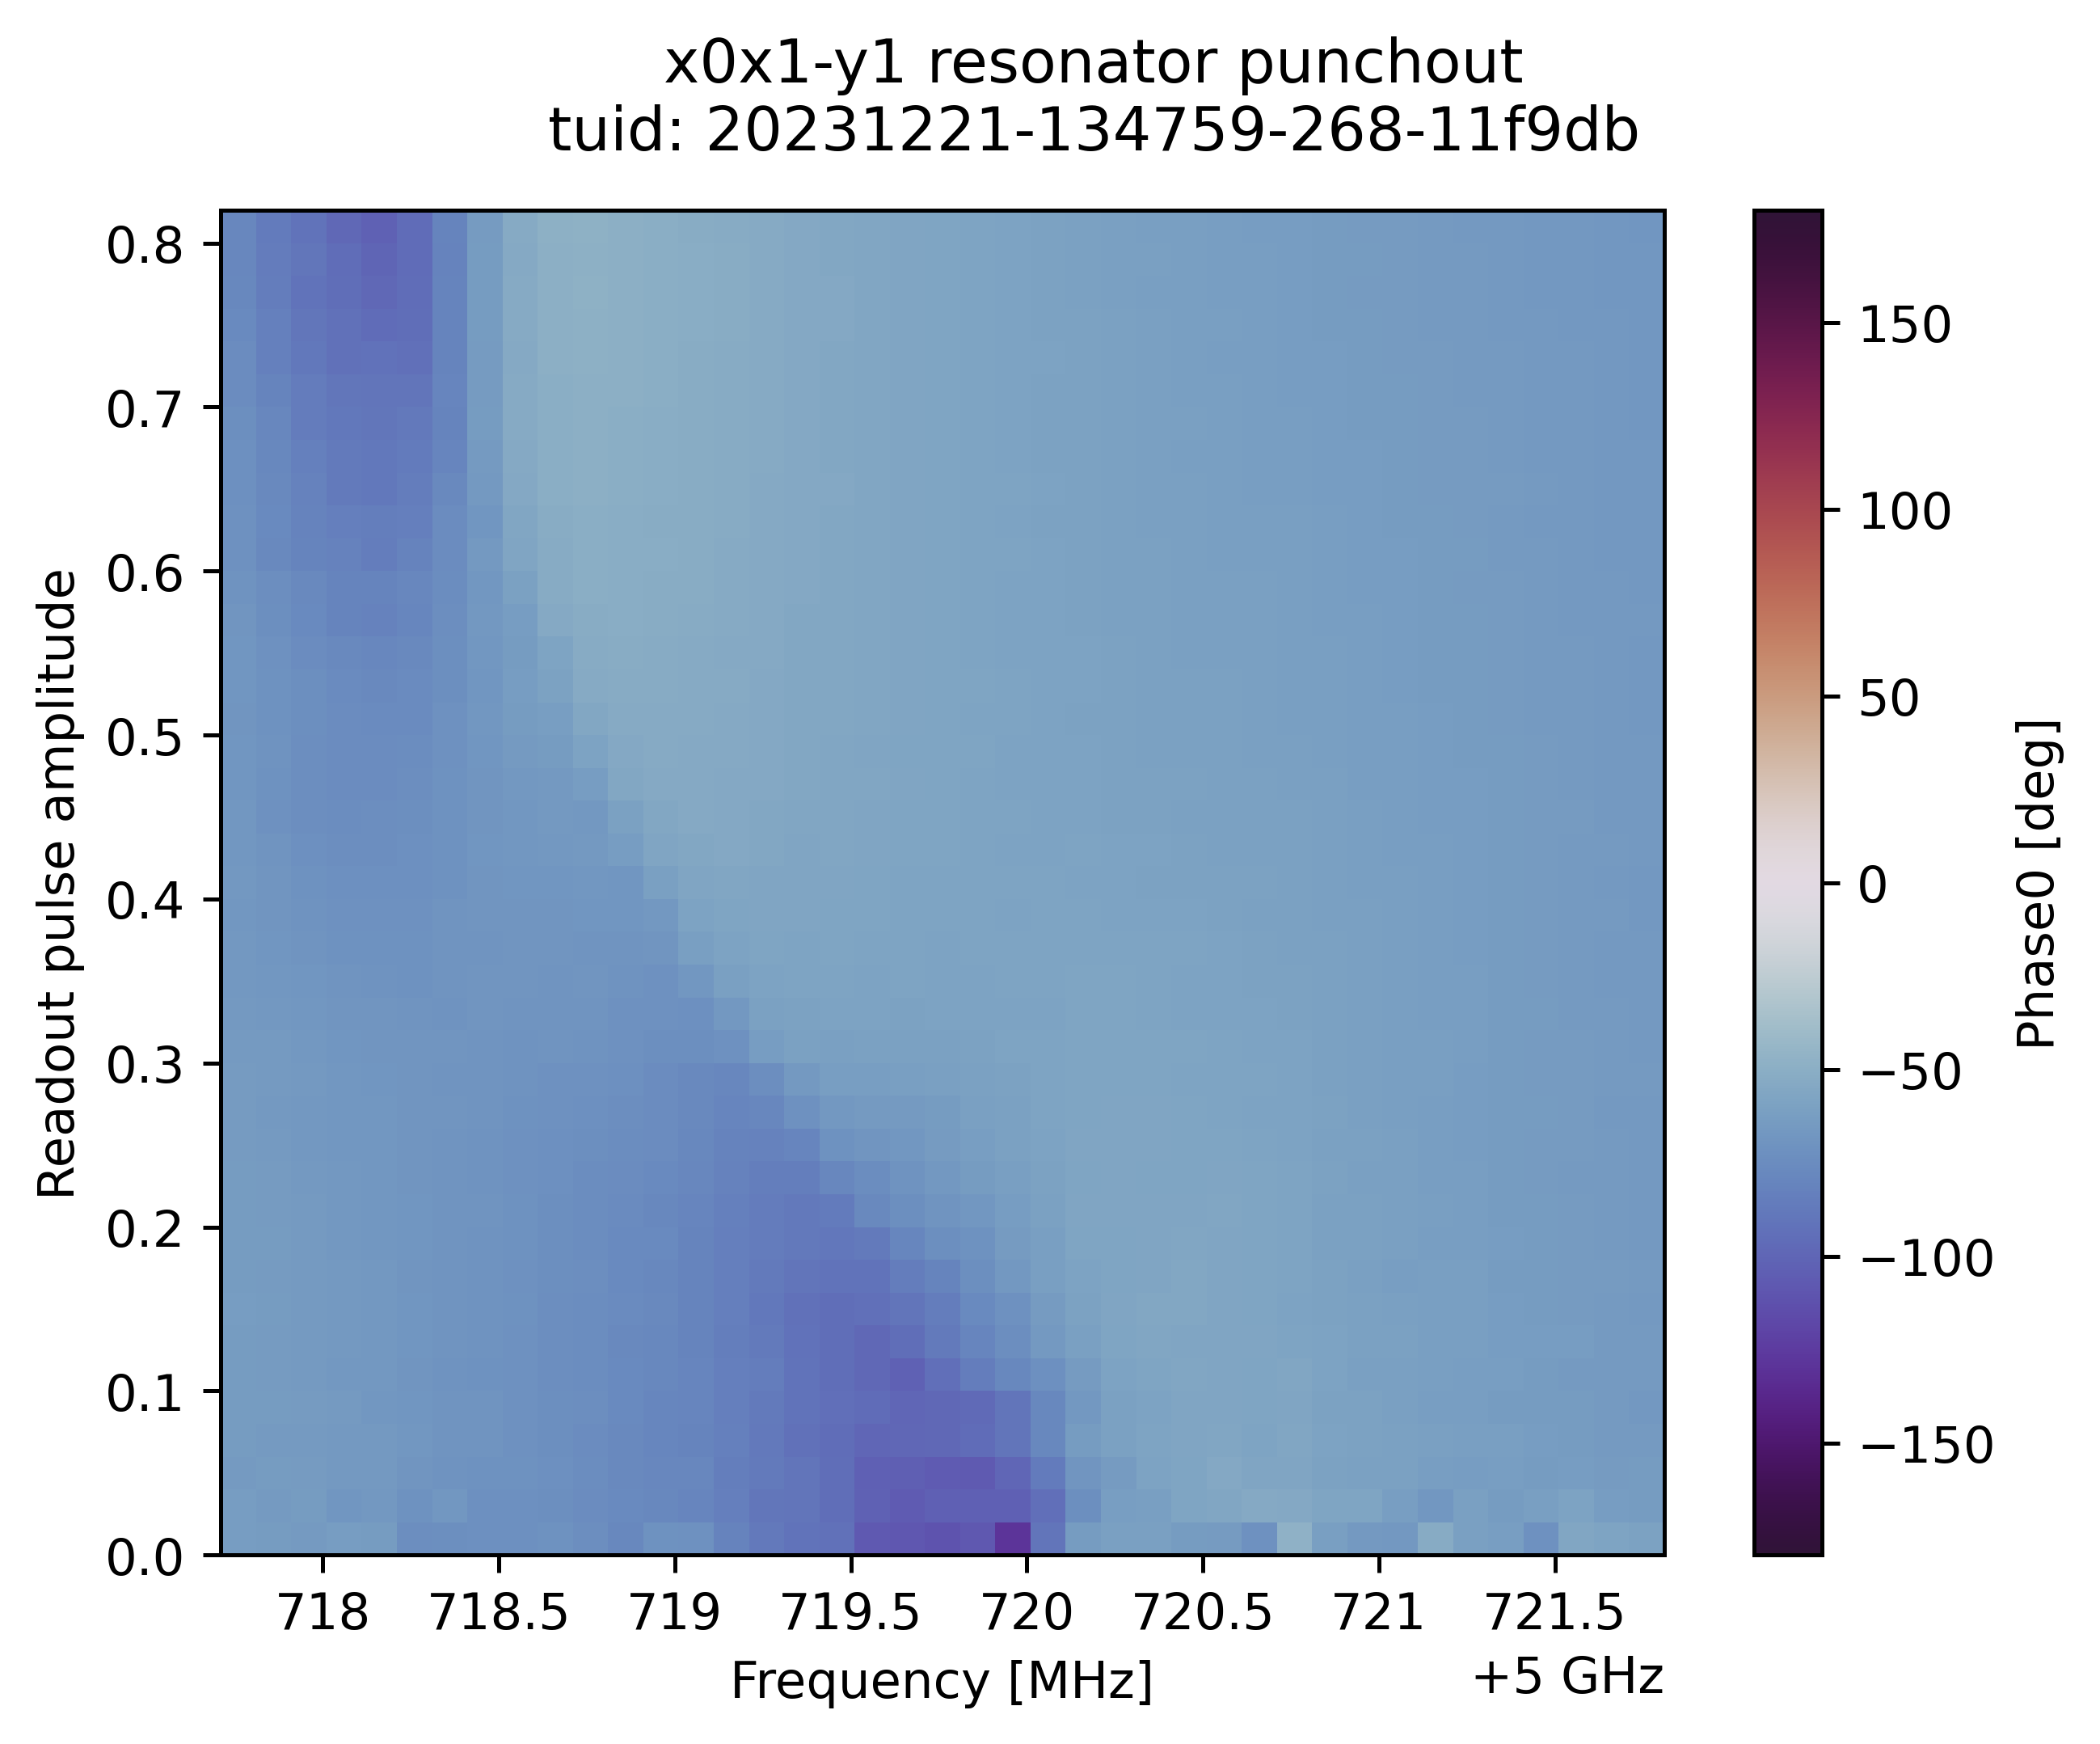 x0x1-y1 resonator punchout
tuid: 20231221-134759-268-11f9db
Readout pulse amplitude
0.8
0.7
0.6
0.5
0.4
0.3
0.2
0.1
0.0
718 718.5 719 719.5 720 720.5 721 721.5
Frequency [MHz]
+5 GHz
150
100
50
0
−50
−100
−150
Phase0 [deg]